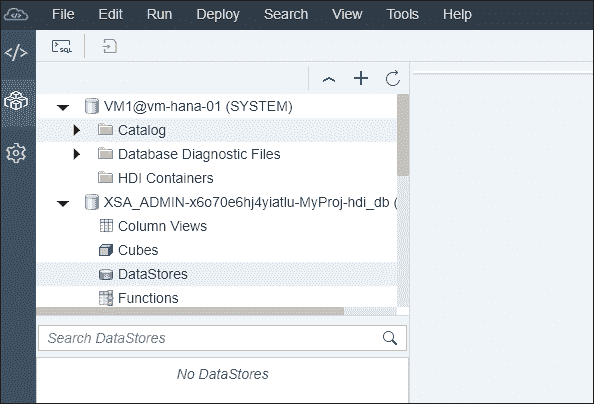 File Edit Run Deploy Search View Tools Help
SQL
VM1@vm-hana-01 (SYSTEM)
Catalog
Database Diagnostic Files
HDI Containers
XSA_ADMIN-x6o70e6hj4yiatlu-MyProj-hdi_db (
Column Views
Cubes
DataStores
Functions
Search DataStores
No DataStores